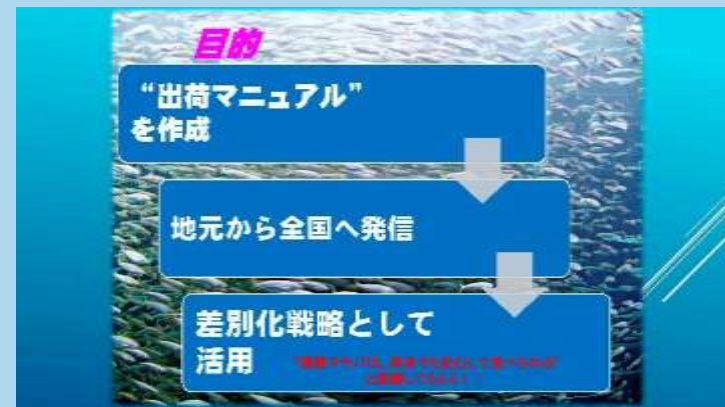 目的
“出荷マニュアル”
を作成
地元から全国へ発信
差別化戦略として
活用